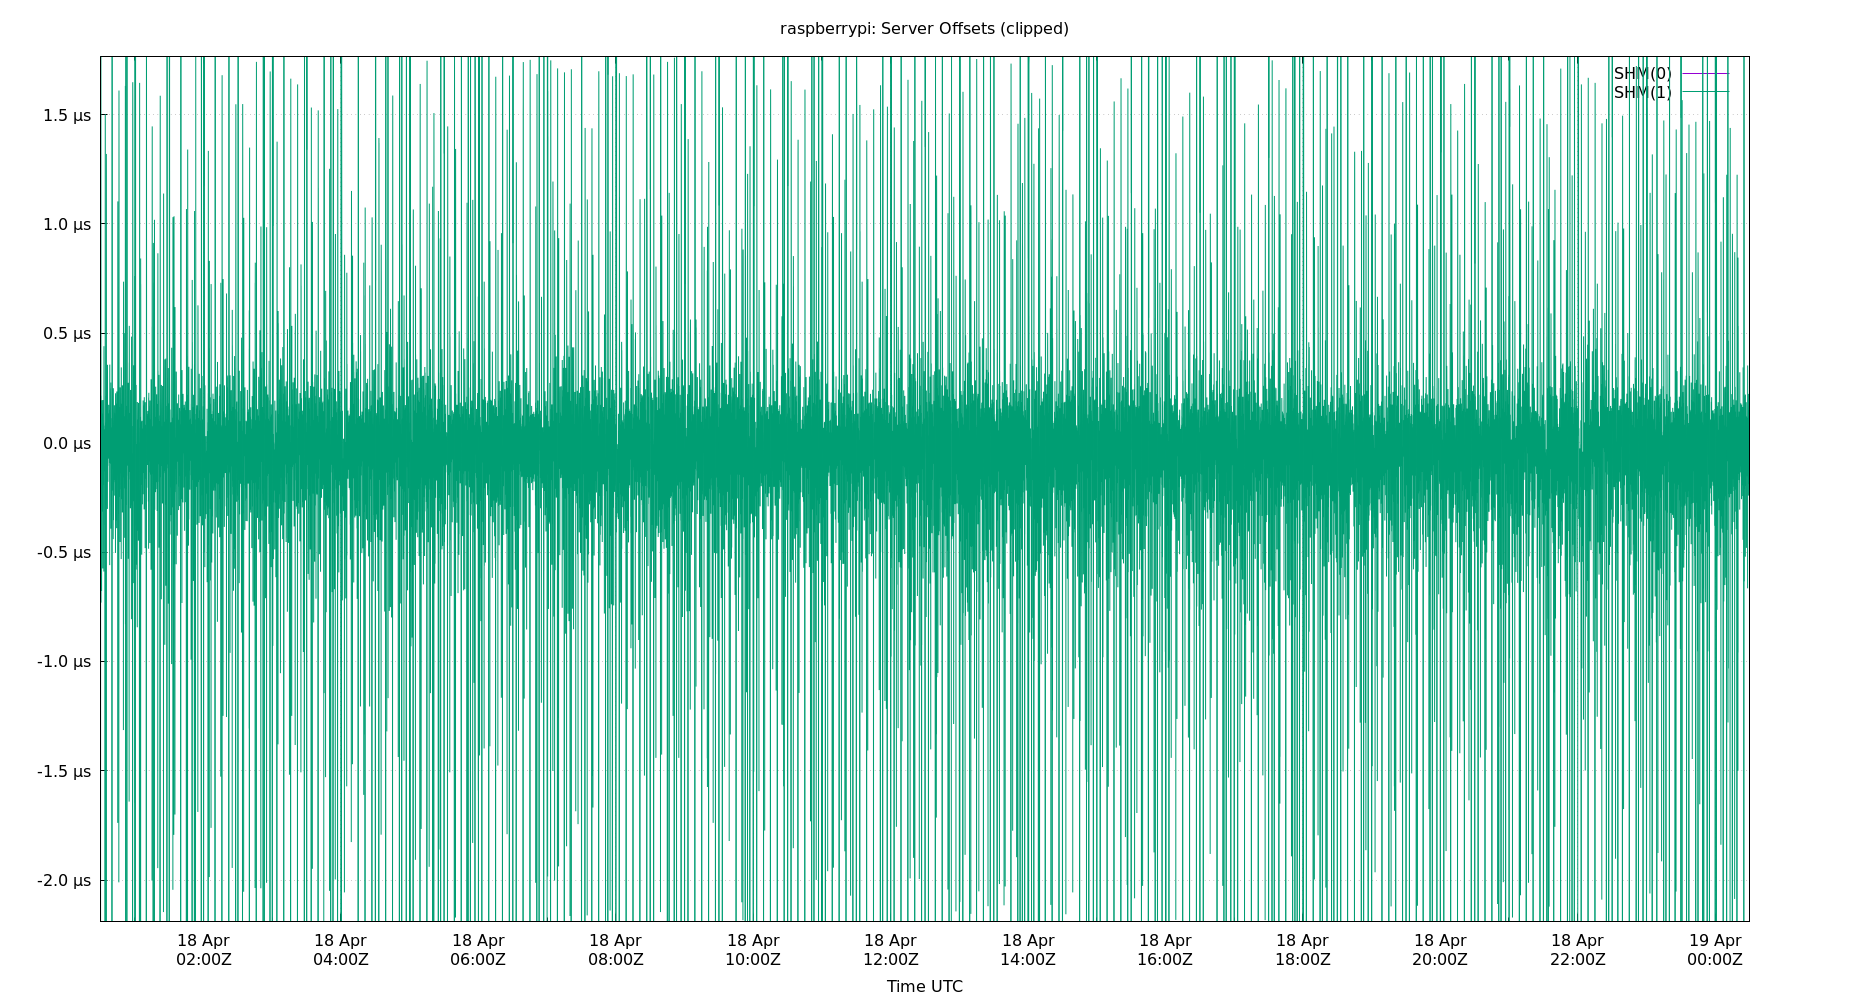 raspberrypi: Server Offsets (clipped)
SHM(0)
SHM(1)
1.5 µs
1.0 µs
0.5 µs
0.0 µs
-0.5 µs
-1.0 µs
-1.5 µs
-2.0 µs
18 Apr 18 Apr 18 Apr 18 Apr 18 Apr 18 Apr 18 Apr 18 Apr 18 Apr 18 Apr 18 Apr 19 Apr
02:00Z 04:00Z 06:00Z 08:00Z 10:00Z 12:00Z 14:00Z 16:00Z 18:00Z 20:00Z 22:00Z 00:00Z
Time UTC